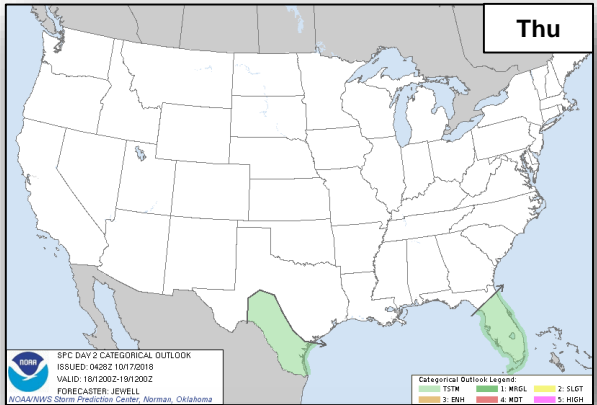 Thu
NOAA
SPC DAY 2 CATEGORICAL OUTLOOK
ISSUED: 0428Z 10/17/2018
VALID: 18/1200Z-19/1200Z
FORECASTER: JEWELL
NOAA/NWS Storm Prediction Center, Norman, Oklahoma
Categorical Outlook Legend:
TSTM 1: MRGL 2: SLGT
3: ENH 4: MDT 5: HIGH